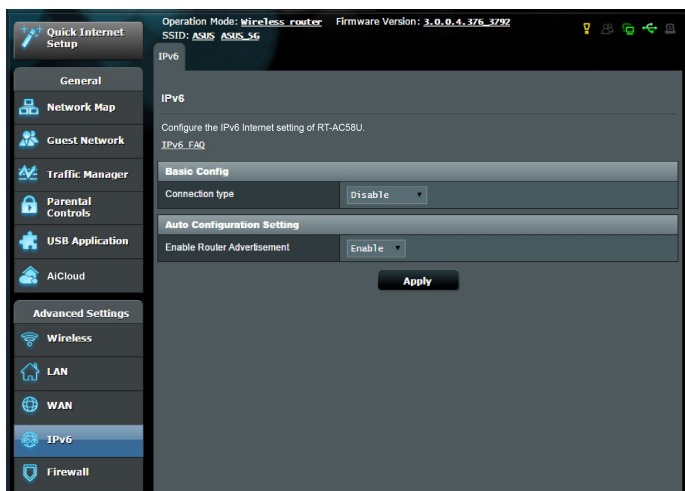 Quick Internet
Setup
Operation Mode: Wireless router Firmware Version: 3.0.0.4.376_3792
SSID: ASUS ASUS_5G
IPv6
General
Network Map
Guest Network
Traffic Manager
Parental
Controls
USB Application
AiCloud
Advanced Settings
Wireless
LAN
WAN
IPv6
Firewall
IPv6
Configure the IPv6 Internet setting of RT-AC58U.
IPv6 FAQ
Basic Config
Connection type Disable
Auto Configuration Setting
Enable Router Advertisement Enable
Apply